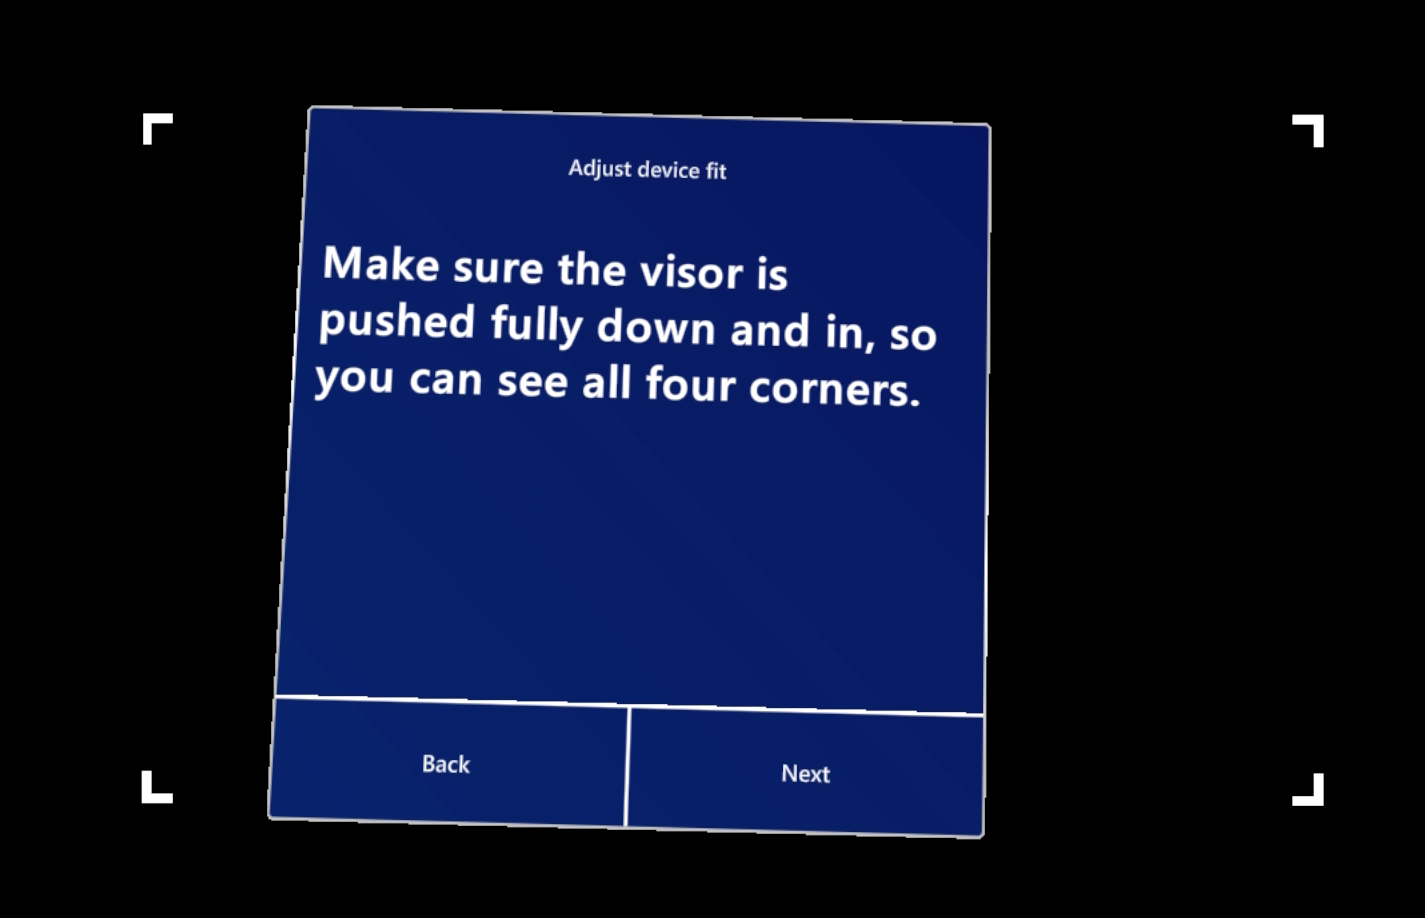 Adjust device fit
Make sure the visor is
pushed fully down and in, so
you can see all four corners.
Back
Next